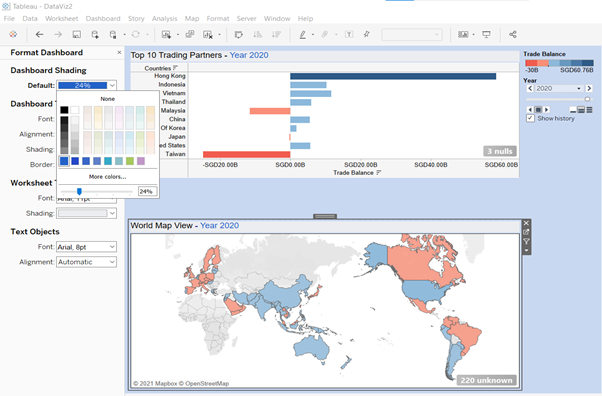 Tableau - DataViz2
File Data Worksheet Dashboard Story Analysis Map Format Server Window Help
Format Dashboard
Dashboard Shading
Default: 24%
None
Dashboard T
Font:
Alignment:
Shading:
Border:
More colors...
24%
Worksheet T
Font: Arial, 11pt
Shading:
Text Objects
Font: Arial, 8pt
Alignment: Automatic
Top 10 Trading Partners - Year 2020
Countries
Hong Kong
Indonesia
Vietnam
Thailand
Malaysia
China
Of Korea
Japan
ed States
Taiwan
3 nulls
-SGD20.00B SGD0.00B SGD20.00B SGD40.00B SGD60.00B
Trade Balance
World Map View - Year 2020
© 2021 Mapbox © OpenStreetMap
220 unknown
Trade Balance
-30B SGD60.76B
Year
2020
Show history